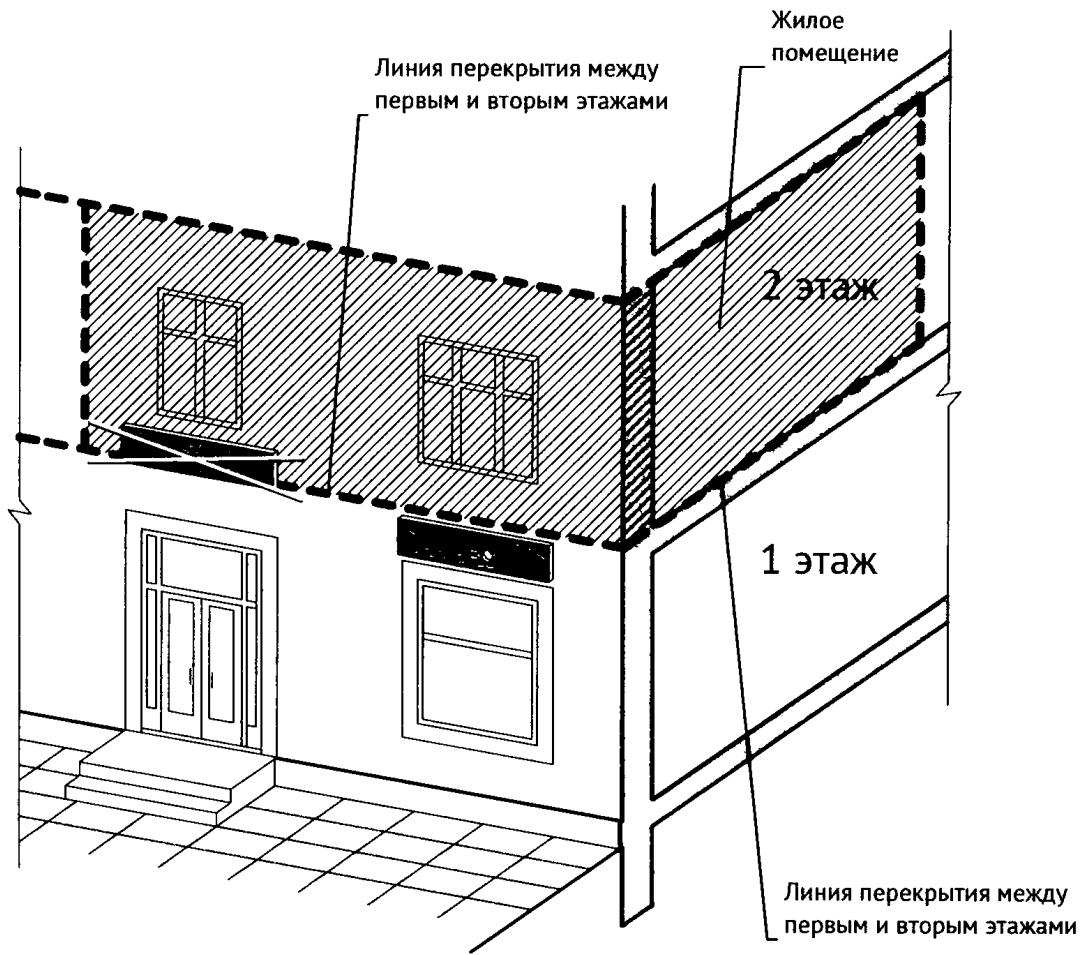 Жилое
помещение
Линия перекрытия между
первым и вторым этажами
2 этаж
1 этаж
Линия перекрытия между
первым и вторым этажами